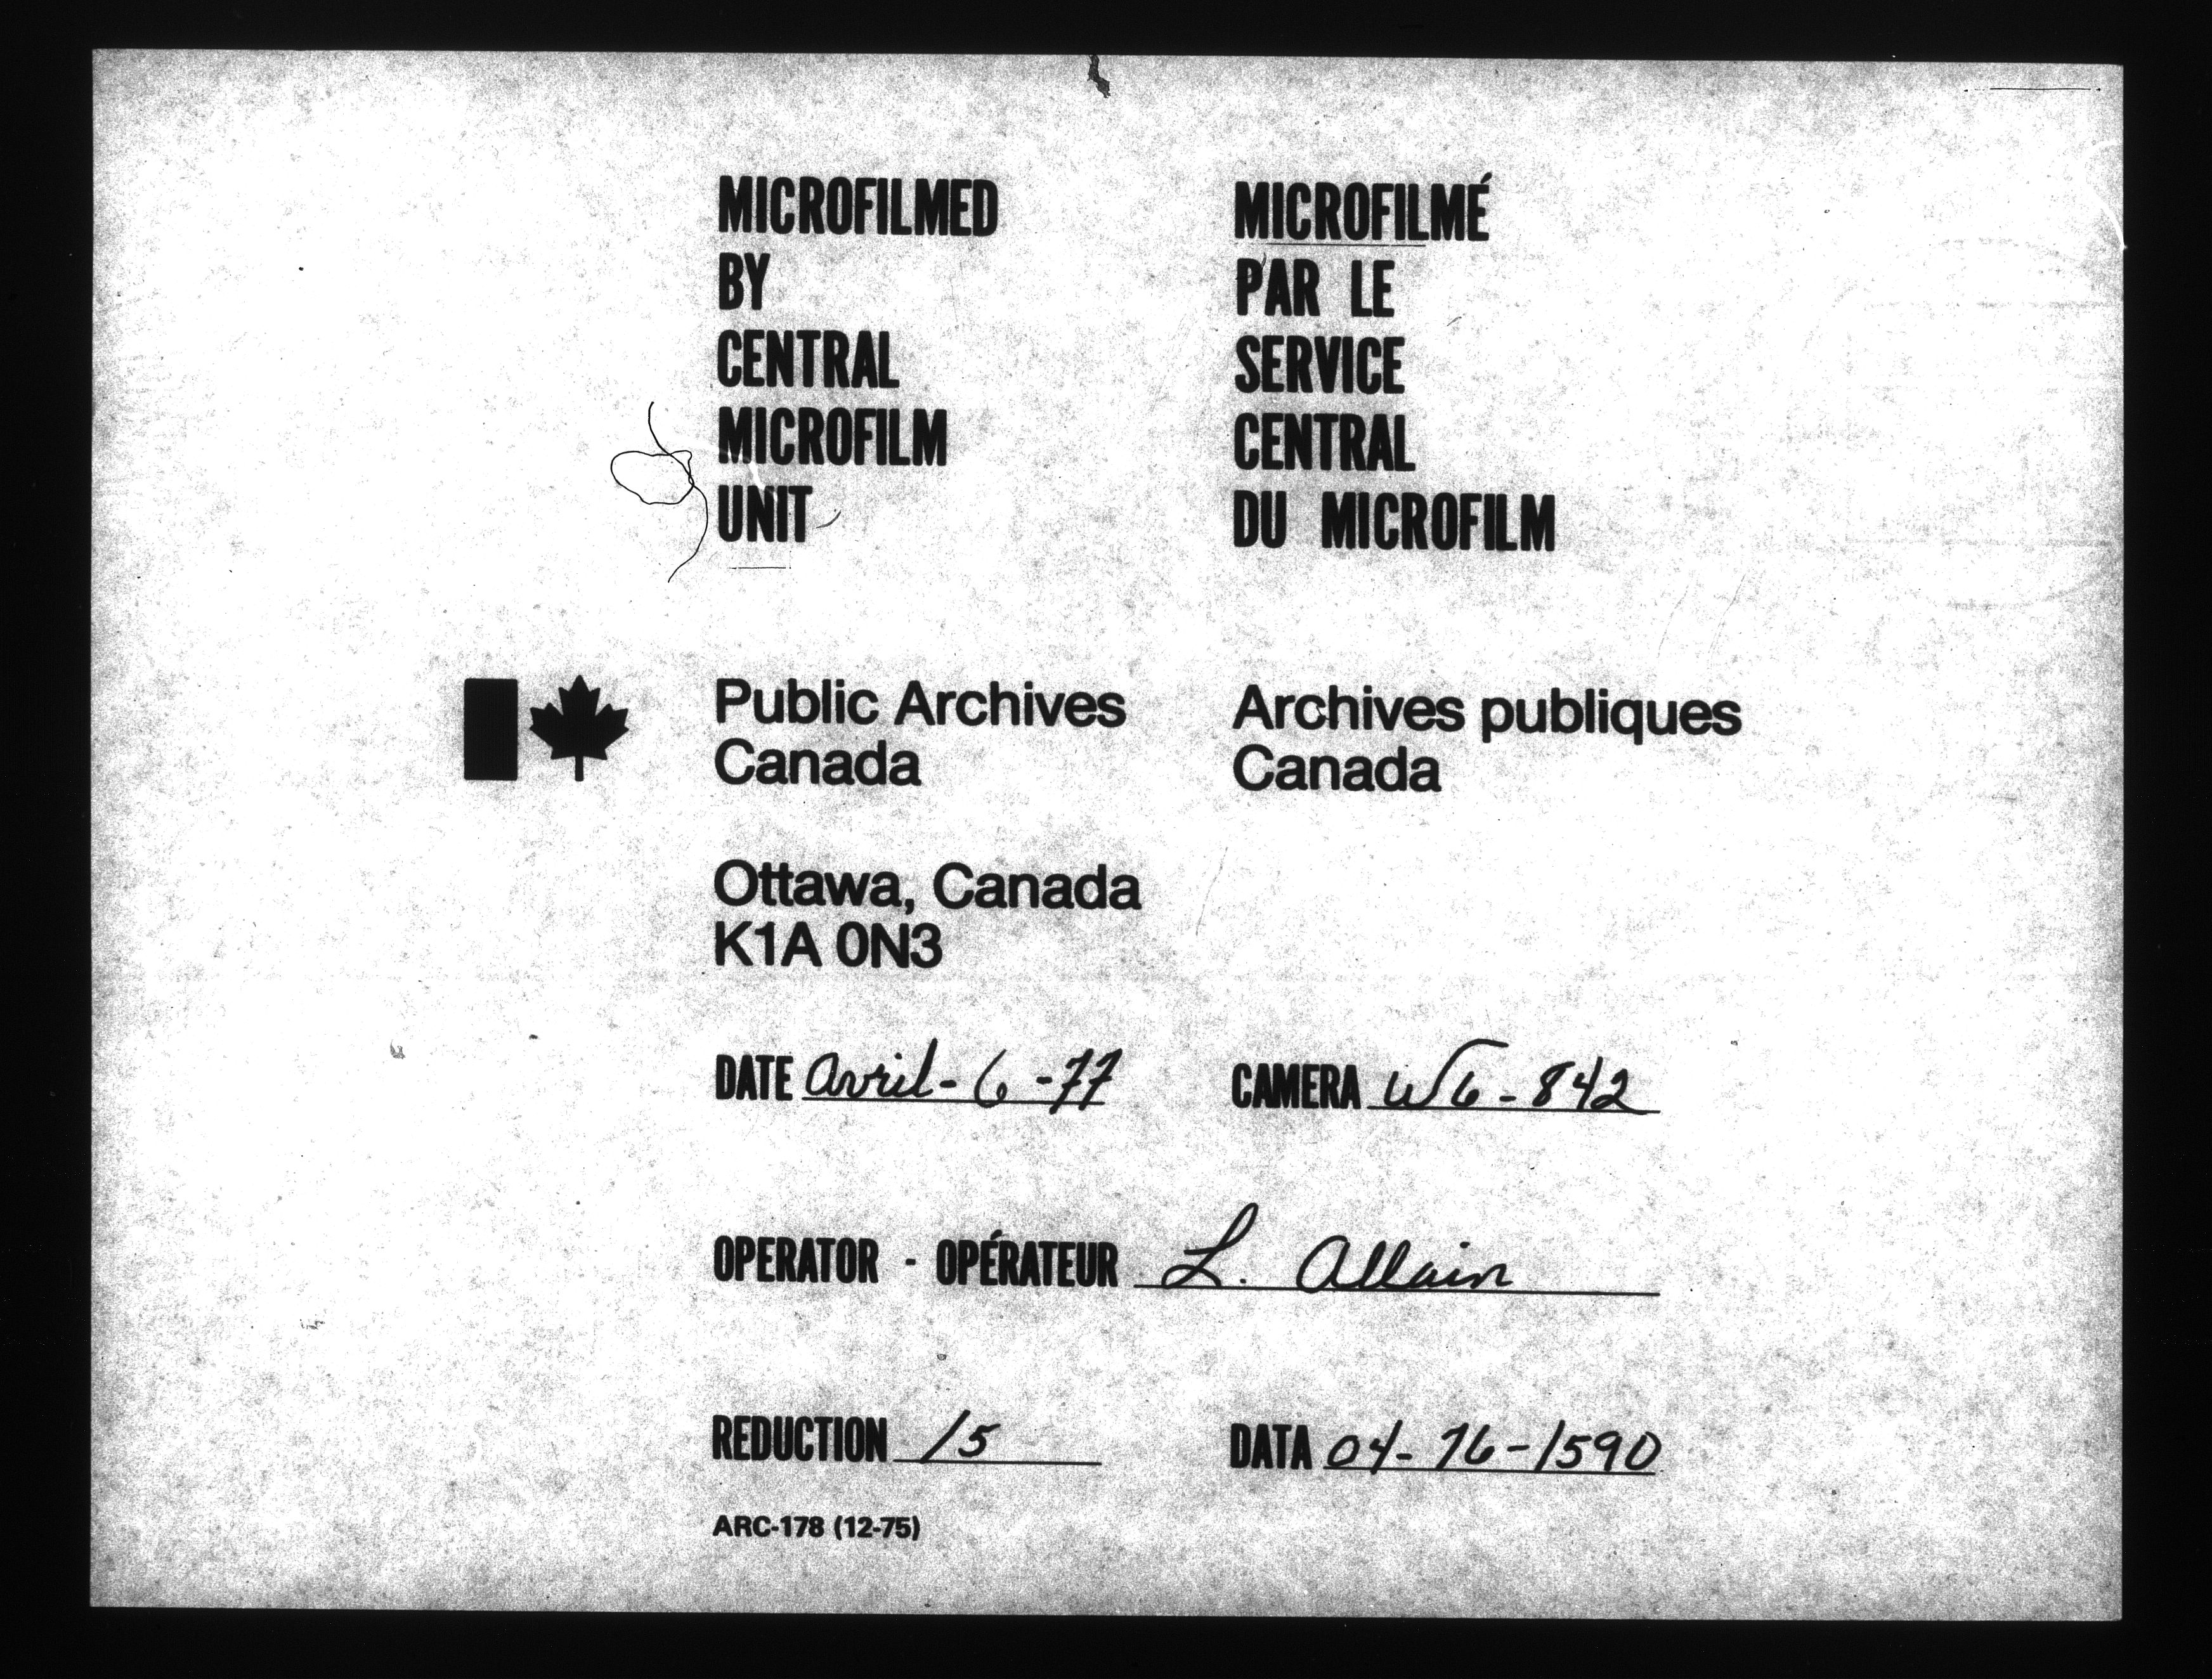 MICROFILMED
BY
CENTRAL
MICROFILM
UNIT
MICROFILMÉ
PAR LE
SERVICE
CENTRAL
DU MICROFILM
Public Archives
Canada
Archives publiques
Canada
Ottawa, Canada
K1A 0N3
DATE Avril - 6 - 77
CAMERA W6 - 842
OPERATOR - OPÉRATEUR L. Allain
REDUCTION 15
DATA 04-76-1590
ARC-178 (12-75)